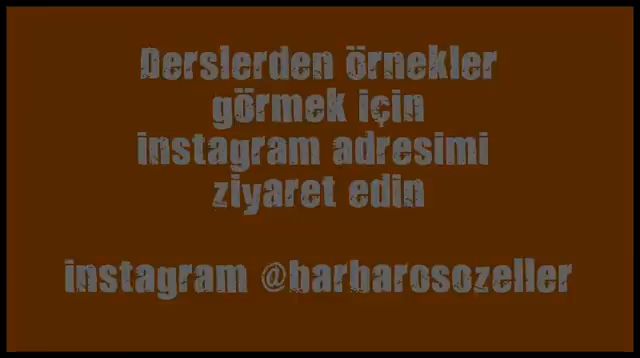 Derslerden örnekler
görmek için
instagram adresimi
ziyaret edin
instagram @barbarosozeller